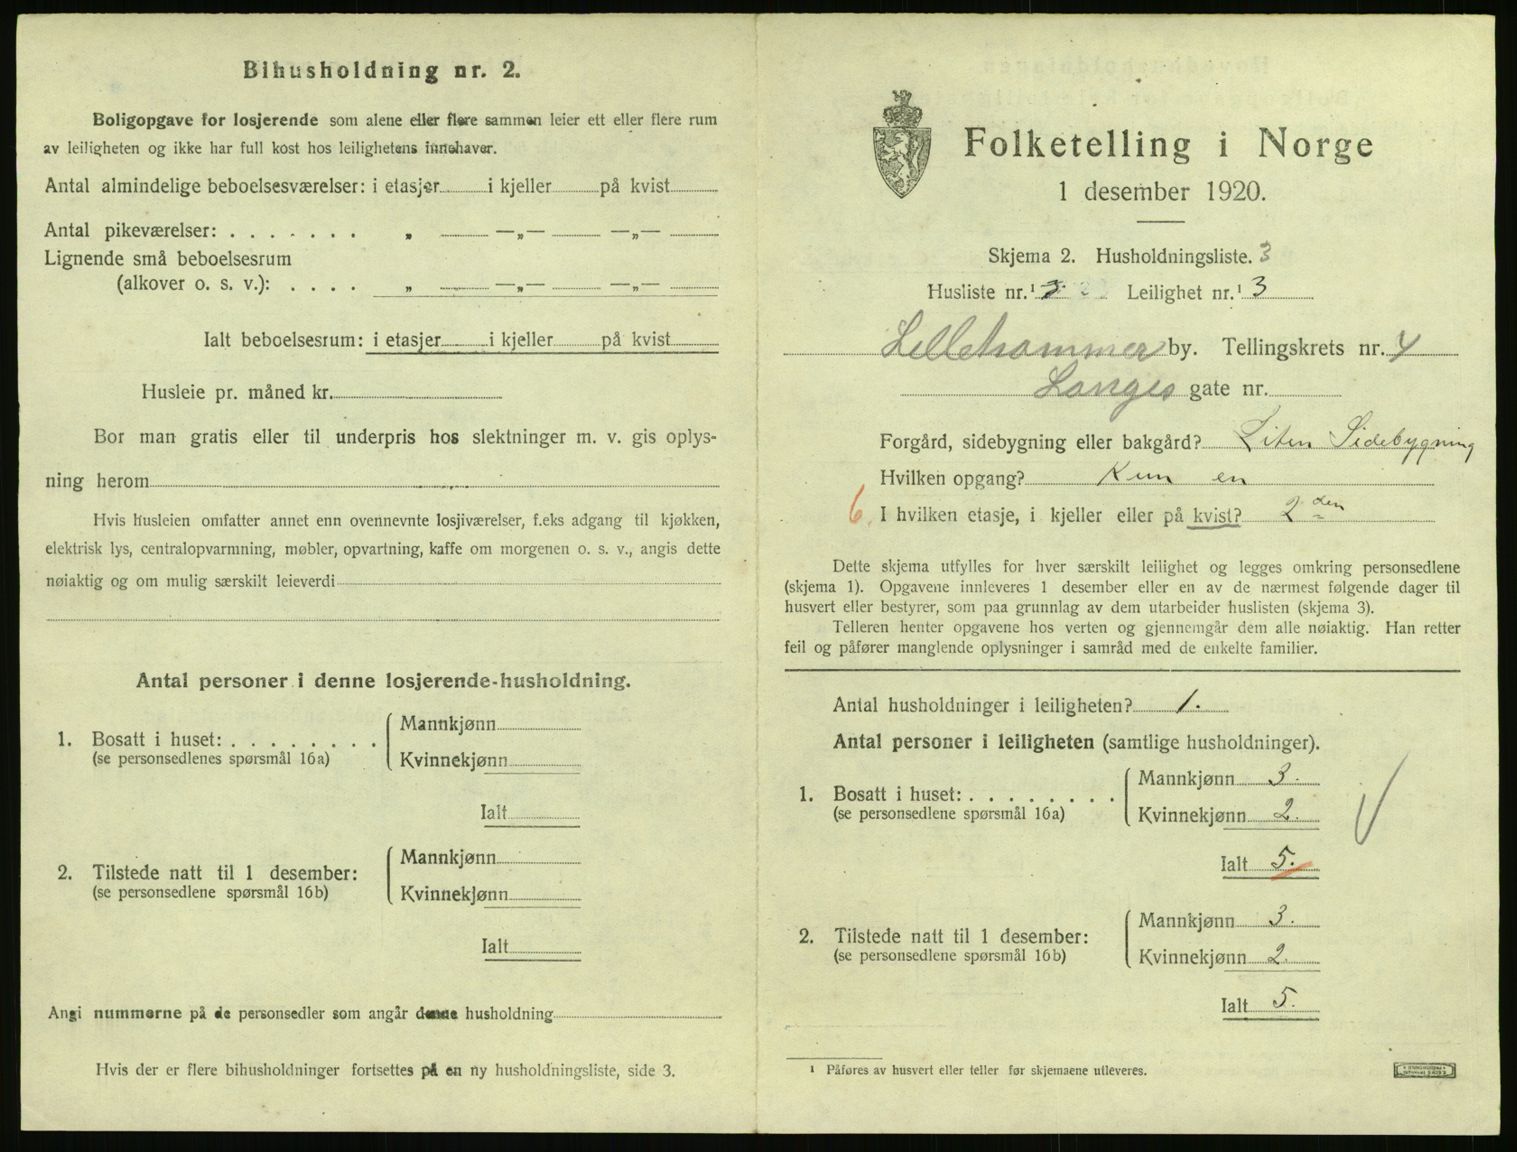 Bihusholdning nr. 2.
Boligopgave for losjerende som alene eller flere sammen leier ett eller flere rum
av leiligheten og ikke har full kost hos leilighetens innehaver.
Antal almindelige beboelsesværelser: i etasjer i kjeller på kvist
Antal pikeværelser: . . . . . . . „ —„— —„—
Lignende små beboelsesrum
(alkover o. s. v.): . . . . „ —„— —„—
Ialt beboelsesrum: i etasjer i kjeller på kvist
Husleie pr. måned kr.
Bor man gratis eller til underpris hos slektninger m. v. gis oplys-
ning herom
Hvis husleien omfatter annet enn ovennevnte losjiværelser, f.eks adgang til kjøkken,
elektrisk lys, centralopvarmning, møbler, opvartning, kaffe om morgenen o. s. v., angis dette
nøiaktig og om mulig særskilt leieverdi
Antal personer i denne losjerende-husholdning.
1. Bosatt i huset: . . . . . . . .
(se personsedlenes spørsmål 16a)
Mannkjønn
Kvinnekjønn
Ialt
2. Tilstede natt til 1 desember:
(se personsedlene spørsmål 16b)
Mannkjønn
Kvinnekjønn
Ialt
Angi nummerne på de personsedler som angår denne husholdning
Hvis der er flere bihusholdninger fortsettes på en ny husholdningsliste, side 3.
Folketelling i Norge
1 desember 1920.
Skjema 2. Husholdningsliste. 3
Husliste nr.¹ Leilighet nr.¹ 3
Lillehammer by. Tellingskrets nr. 4
Langes gate nr.
Forgård, sidebygning eller bakgård? Liten Sidebygning
Hvilken opgang? Kun en
6. I hvilken etasje, i kjeller eller på kvist? 2den
Dette skjema utfylles for hver særskilt leilighet og legges omkring personsedlene
(skjema 1). Opgavene innleveres 1 desember eller en av de nærmest følgende dager til
husvert eller bestyrer, som paa grunnlag av dem utarbeider huslisten (skjema 3).
Telleren henter opgavene hos verten og gjennemgår dem alle nøiaktig. Han retter
feil og påfører manglende oplysninger i samråd med de enkelte familier.
Antal husholdninger i leiligheten? 1.
Antal personer i leiligheten (samtlige husholdninger).
1. Bosatt i huset: . . . . . . . .
(se personsedlene spørsmål 16a)
Mannkjønn 3.
Kvinnekjønn 2.
Ialt 5.
2. Tilstede natt til 1 desember:
(se personsedlene spørsmål 16b)
Mannkjønn 3.
Kvinnekjønn 2.
Ialt 5.
¹ Påføres av husvert eller teller før skjemaene utleveres.